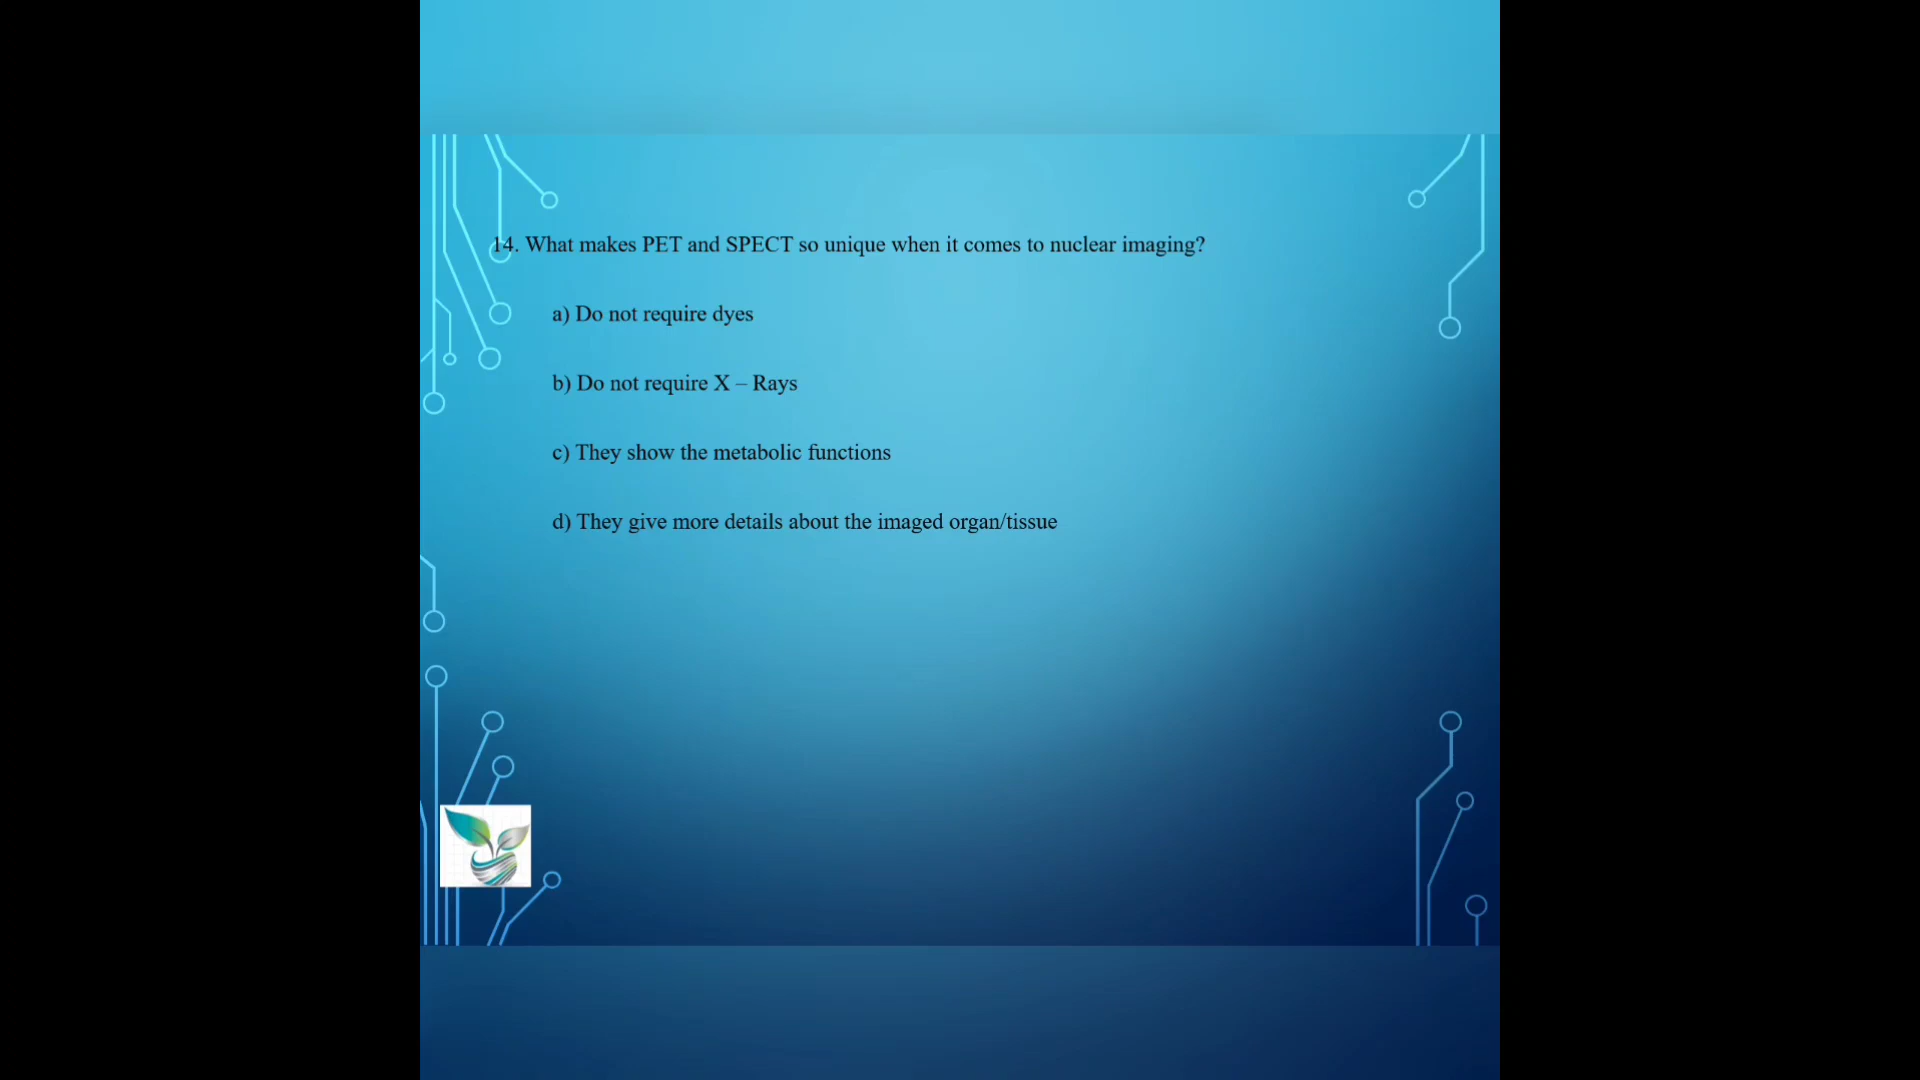 14. What makes PET and SPECT so unique when it comes to nuclear imaging?
a) Do not require dyes
b) Do not require X – Rays
c) They show the metabolic functions
d) They give more details about the imaged organ/tissue